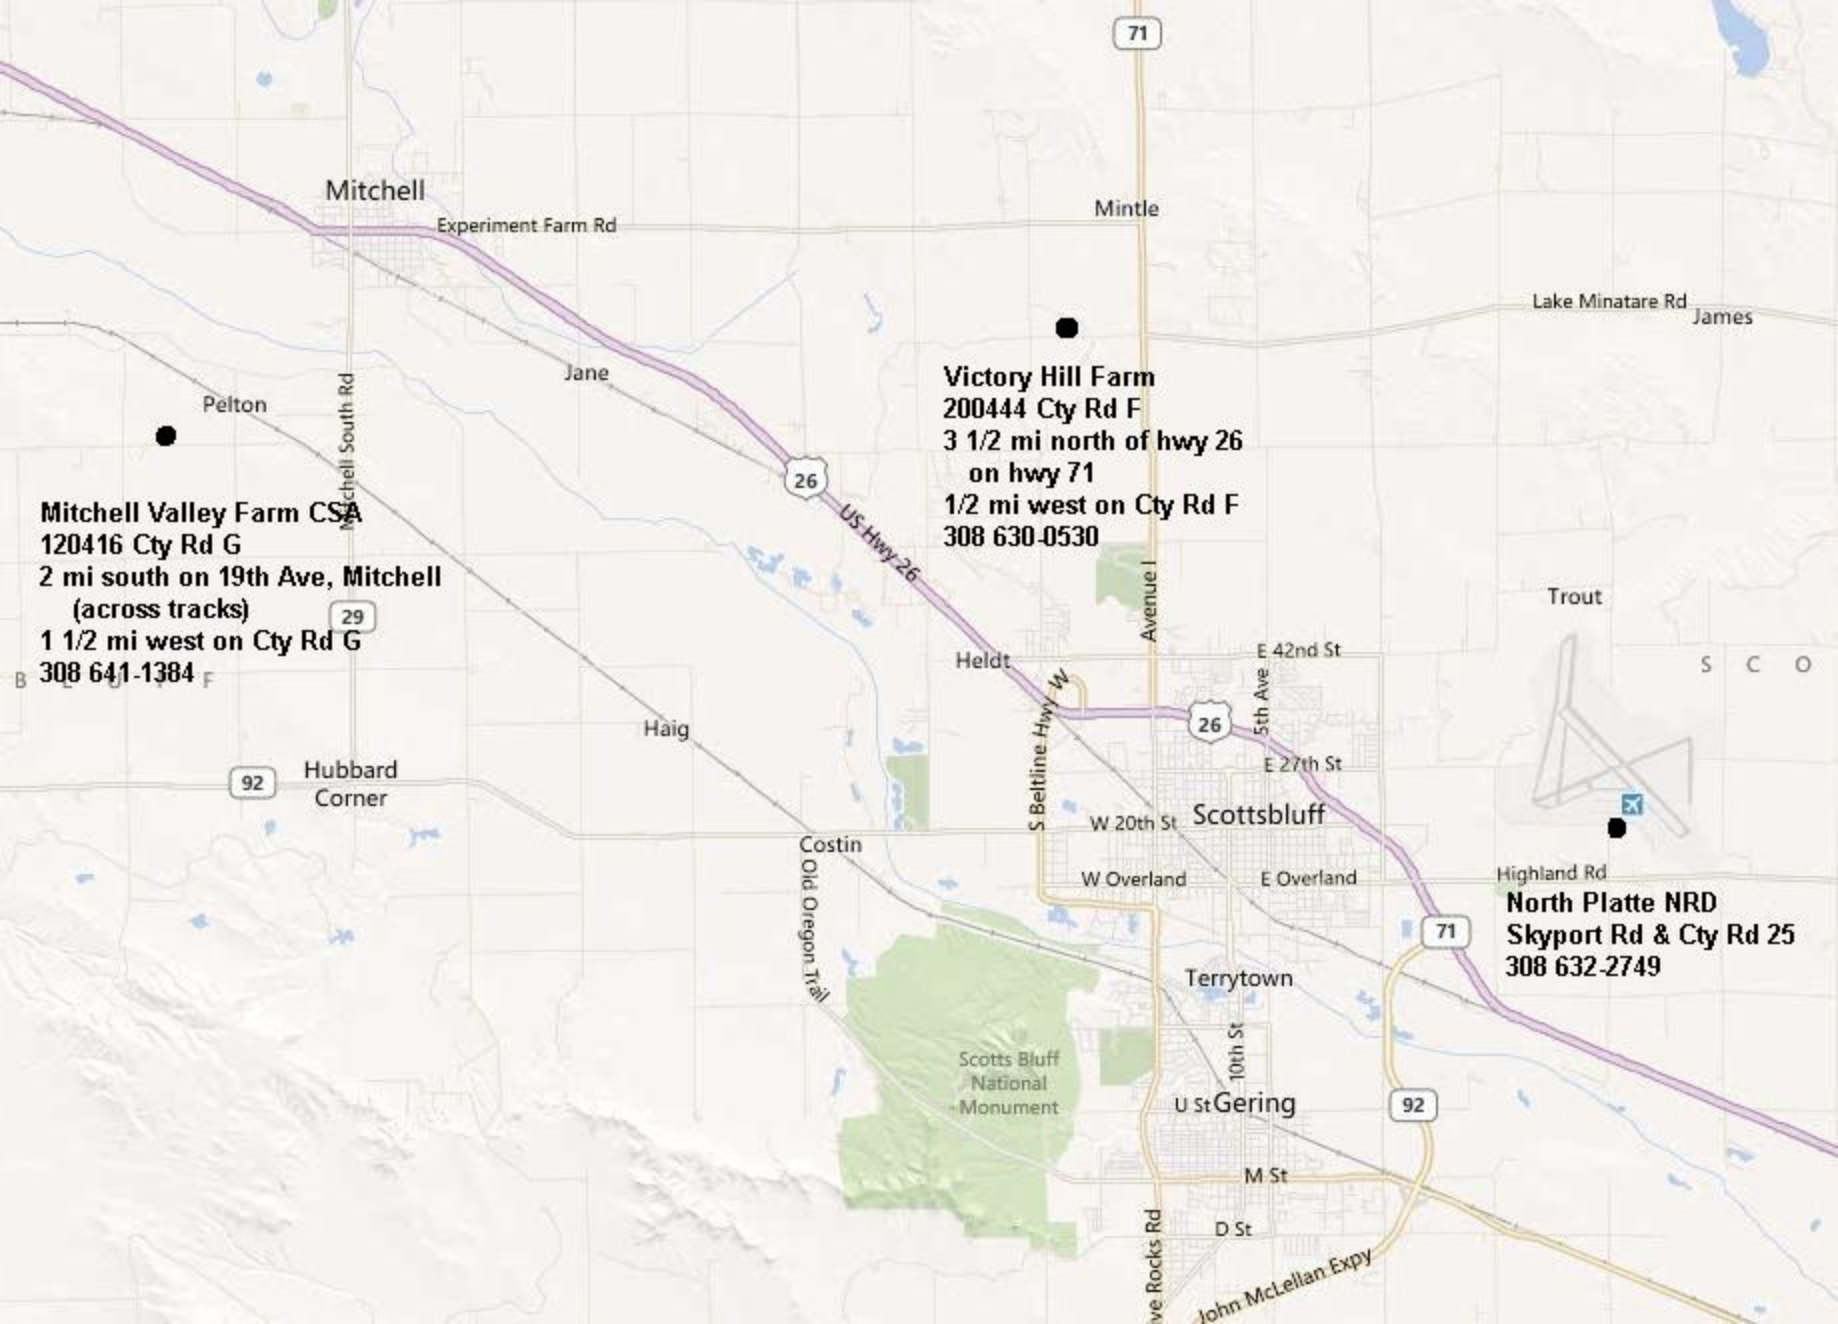 71
Mitchell
Experiment Farm Rd
Mintle
Lake Minatare Rd
James
Jane
Pelton
Mitchell South Rd
Victory Hill Farm
200444 Cty Rd F
3 1/2 mi north of hwy 26
on hwy 71
1/2 mi west on Cty Rd F
308 630-0530
26
US Hwy 26
Mitchell Valley Farm CSA
120416 Cty Rd G
2 mi south on 19th Ave, Mitchell
(across tracks)
1 1/2 mi west on Cty Rd G
308 641-1384
29
B L U F F
Avenue I
Trout
Heldt
E 42nd St
S C O
W
S Beltline Hwy
26
5th Ave
Haig
E 27th St
92
Hubbard
Corner
W 20th St
Scottsbluff
Costin
Old Oregon Trail
W Overland
E Overland
Highland Rd
North Platte NRD
Skyport Rd & Cty Rd 25
308 632-2749
71
Terrytown
10th St
Scotts Bluff
National
Monument
U St
Gering
92
M St
D St
ve Rocks Rd
John McLellan Expy